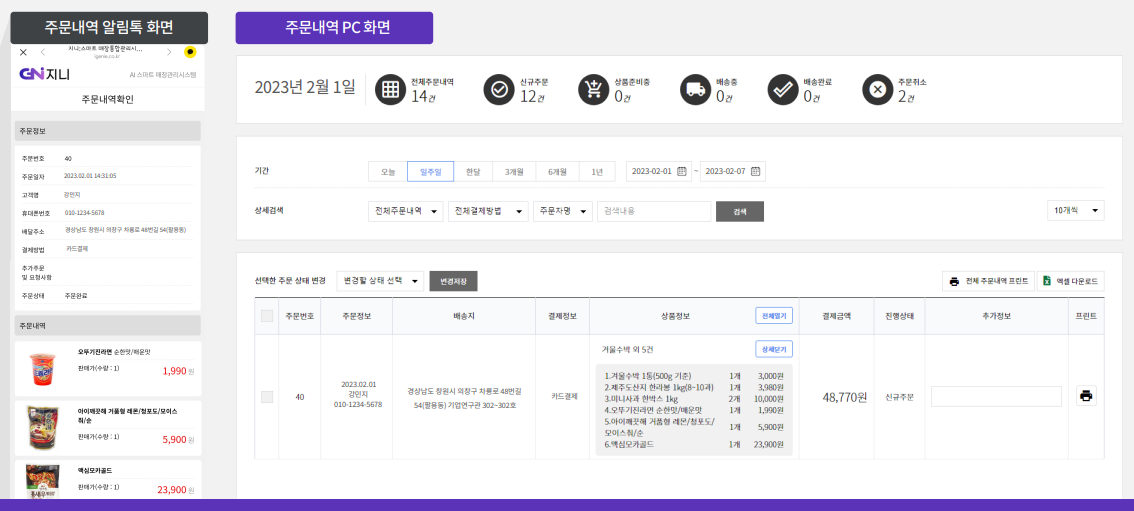 주문내역 알림톡 화면
지니:스마트 매장통합관리시...
igenie.co.kr
GNi지니
AI 스마트 매장관리시스템
주문내역확인
주문정보
주문번호 40
주문일자 2023.02.01 14:31:05
고객명 강민지
휴대폰번호 010-1234-5678
배달주소 경상남도 창원시 의창구 차룡로 48번길 54(팔용동)
결제방법 카드결제
추가주문
및 요청사항
주문상태 주문완료
주문내역
오뚜기진라면 순한맛/매운맛
판매가(수량 : 1) 1,990 원
아이깨끗해 거품형 레몬/청포도/모이스
춰/순
판매가(수량 : 1) 5,900 원
맥심모카골드
판매가(수량 : 1) 23,900 원
주문내역 PC 화면
2023년 2월 1일
전체주문내역 14건
신규주문 12건
상품준비중 0건
배송중 0건
배송완료 0건
주문취소 2건
기간 오늘 일주일 한달 3개월 6개월 1년 2023-02-01 ~ 2023-02-07
상세검색 전체주문내역 전체결제방법 주문자명 검색내용 검색 10개씩
선택한 주문 상태 변경 변경할 상태 선택 변경저장 전체 주문내역 프린트 엑셀 다운로드
주문번호 주문정보 배송지 결제정보 상품정보 전체열기 결제금액 진행상태 추가정보 프린트
40
2023.02.01
강민지
010-1234-5678
경상남도 창원시 의창구 차룡로 48번길
54(팔용동) 기업연구관 302~302호
카드결제
겨울수박 외 5건 상세닫기
1.겨울수박 1통(500g 기준) 1개 3,000원
2.제주도산지 한라봉 1kg(8~10과) 1개 3,980원
3.미니사과 한박스 1kg 2개 10,000원
4.오뚜기진라면 순한맛/매운맛 1개 1,990원
5.아이깨끗해 거품형 레몬/청포도/
모이스춰/순 1개 5,900원
6.맥심모카골드 1개 23,900원
48,770원
신규주문